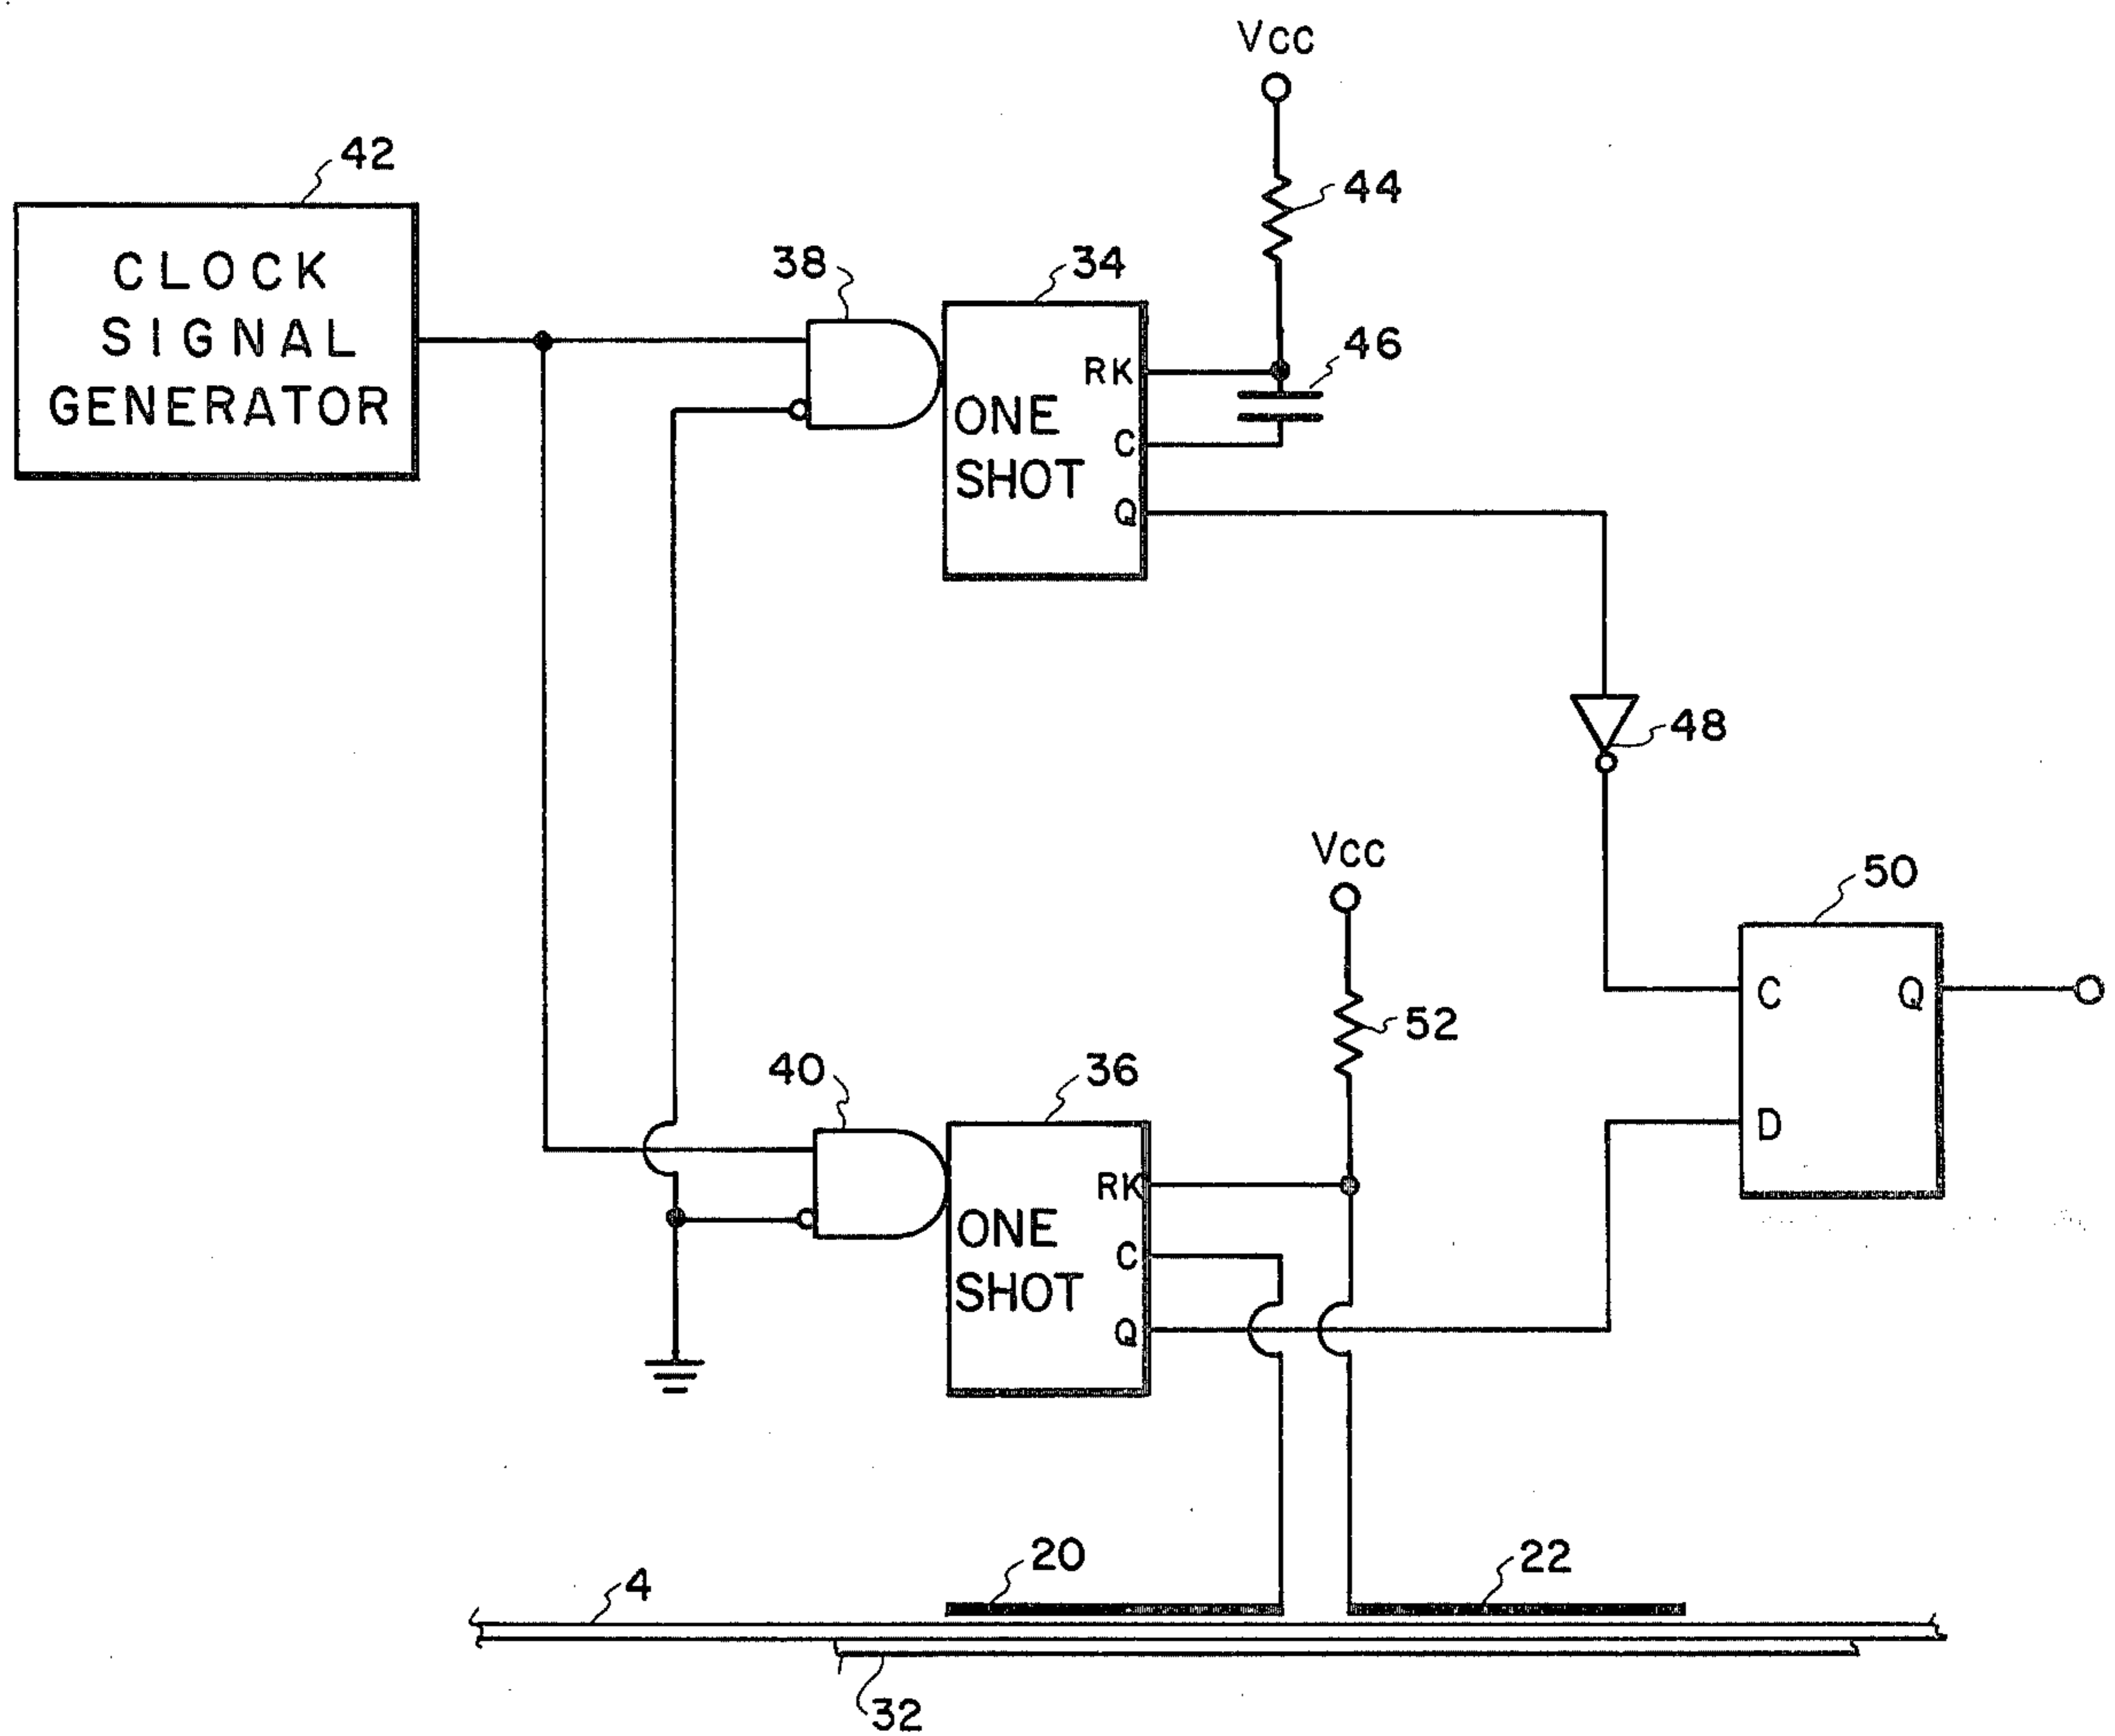 Vcc
42
CLOCK
SIGNAL
GENERATOR
44
38
34
46
RK
ONE
SHOT
C
Q
48
Vcc
50
52
C
Q
40
36
D
RK
ONE
SHOT
C
Q
20
22
4
32